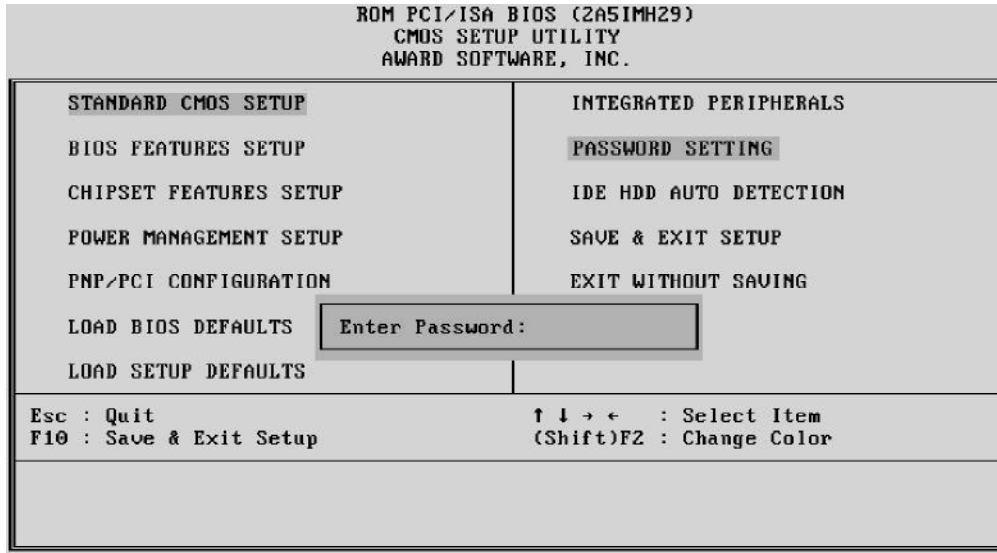 ROM PCI/ISA BIOS (2A5IMH29)
CMOS SETUP UTILITY
AWARD SOFTWARE, INC.
STANDARD CMOS SETUP
BIOS FEATURES SETUP
CHIPSET FEATURES SETUP
POWER MANAGEMENT SETUP
PNP/PCI CONFIGURATION
LOAD BIOS DEFAULTS
LOAD SETUP DEFAULTS
INTEGRATED PERIPHERALS
PASSWORD SETTING
IDE HDD AUTO DETECTION
SAVE & EXIT SETUP
EXIT WITHOUT SAVING
Enter Password:
Esc : Quit
F10 : Save & Exit Setup
↑ ↓ → ← : Select Item
(Shift)F2 : Change Color